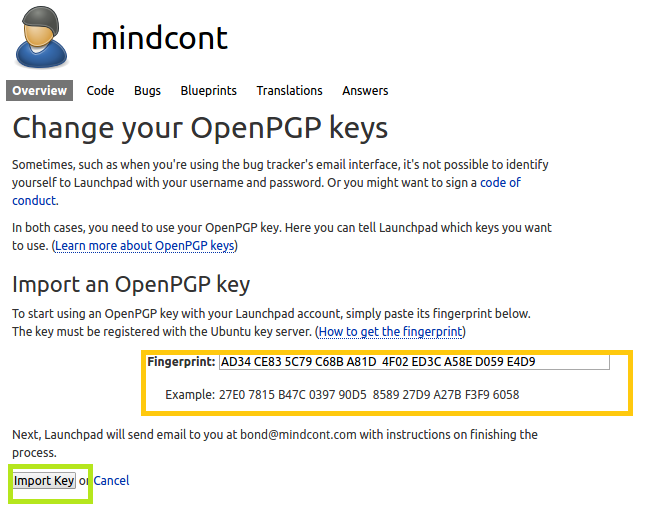 mindcont
Overview Code Bugs Blueprints Translations Answers
Change your OpenPGP keys
Sometimes, such as when you're using the bug tracker's email interface, it's not possible to identify
yourself to Launchpad with your username and password. Or you might want to sign a code of
conduct.
In both cases, you need to use your OpenPGP key. Here you can tell Launchpad which keys you want
to use. (Learn more about OpenPGP keys)
Import an OpenPGP key
To start using an OpenPGP key with your Launchpad account, simply paste its fingerprint below.
The key must be registered with the Ubuntu key server. (How to get the fingerprint)
Fingerprint: AD34 CE83 5C79 C68B A81D  4F02 ED3C A58E D059 E4D9
Example: 27E0 7815 B47C 0397 90D5  8589 27D9 A27B F3F9 6058
Next, Launchpad will send email to you at bond@mindcont.com with instructions on finishing the
process.
Import Key or Cancel